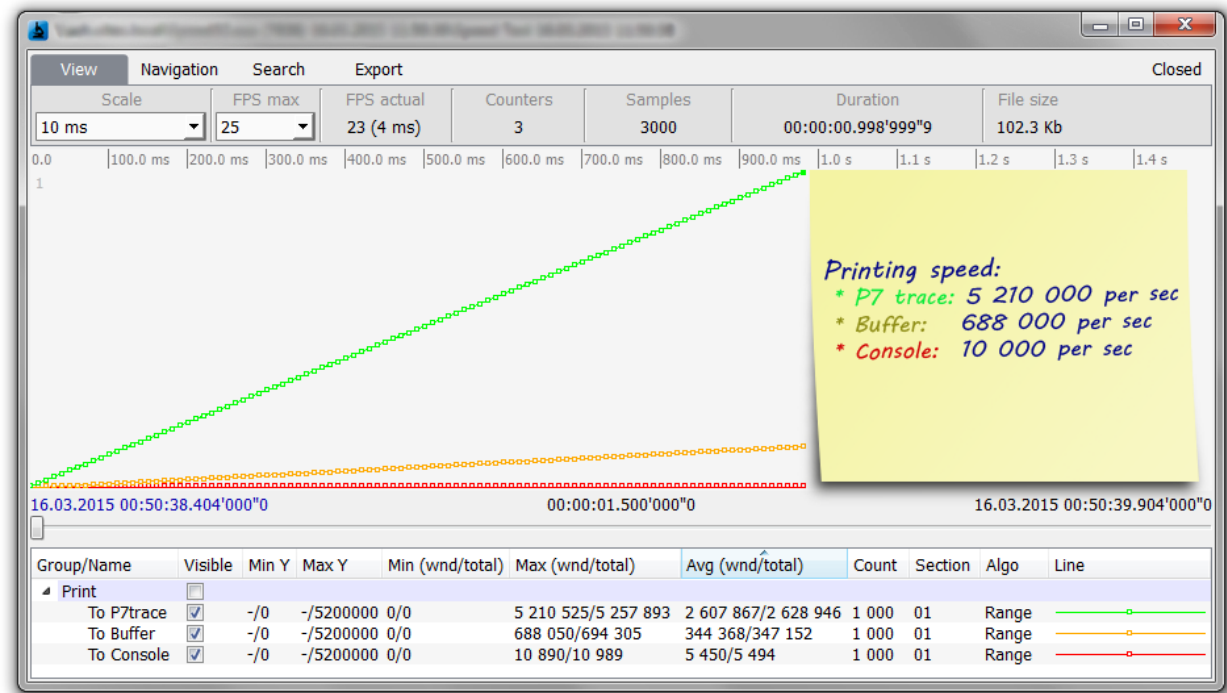 View Navigation Search Export Closed
Scale FPS max FPS actual Counters Samples Duration File size
10 ms 25 23 (4 ms) 3 3000 00:00:00.998'999"9 102.3 Kb
0.0 100.0 ms 200.0 ms 300.0 ms 400.0 ms 500.0 ms 600.0 ms 700.0 ms 800.0 ms 900.0 ms 1.0 s 1.1 s 1.2 s 1.3 s 1.4 s
1
Printing speed:
* P7 trace: 5 210 000 per sec
* Buffer: 688 000 per sec
* Console: 10 000 per sec
16.03.2015 00:50:38.404'000"0 00:00:01.500'000"0 16.03.2015 00:50:39.904'000"0
Group/Name Visible Min Y Max Y Min (wnd/total) Max (wnd/total) Avg (wnd/total) Count Section Algo Line
Print
To P7trace -/0 -/5200000 0/0 5 210 525/5 257 893 2 607 867/2 628 946 1 000 01 Range
To Buffer -/0 -/5200000 0/0 688 050/694 305 344 368/347 152 1 000 01 Range
To Console -/0 -/5200000 0/0 10 890/10 989 5 450/5 494 1 000 01 Range